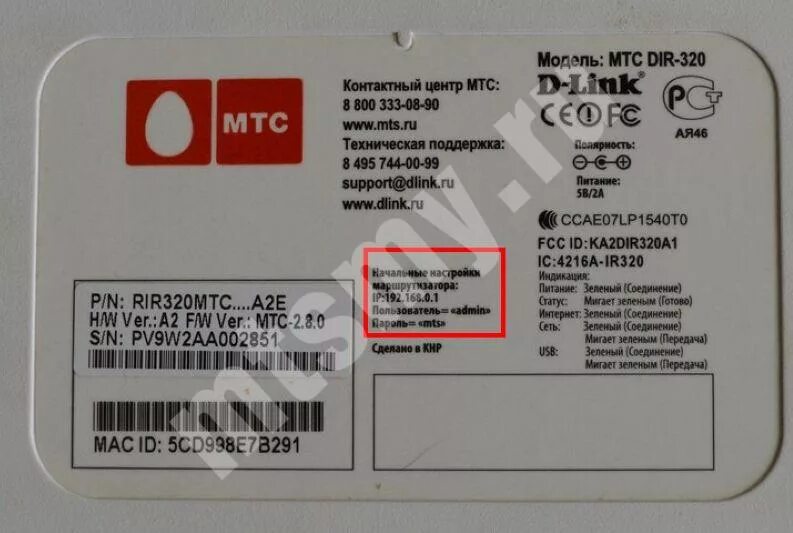 МТС
Контактный центр МТС:
8 800 333-08-90
www.mts.ru
Техническая поддержка:
8 495 744-00-99
support@dlink.ru
www.dlink.ru
Модель: МТС DIR-320
D-Link
CE FC
РСТ
АЯ46
Полярность:
Питание:
5В/2А
CCAE07LP1540T0
FCC ID: KA2DIR320A1
IC: 4216A-IR320
Индикация:
Питание: Зеленый (Соединение)
Статус: Мигает зеленым (Готово)
Интернет: Зеленый (Соединение)
Сеть: Зеленый (Соединение)
Мигает зеленым (Передача)
USB: Зеленый (Соединение)
Мигает зеленым (Передача)
Начальные настройки
маршрутизатора:
IP:192.168.0.1
Пользователь= «admin»
Пароль= «mts»
Сделано в КНР
P/N: RIR320MTC....A2E
H/W Ver.: A2 F/W Ver.: MTC-2.8.0
S/N: PV9W2AA002851
MAC ID: 5CD998E7B291
mtsmy.ru